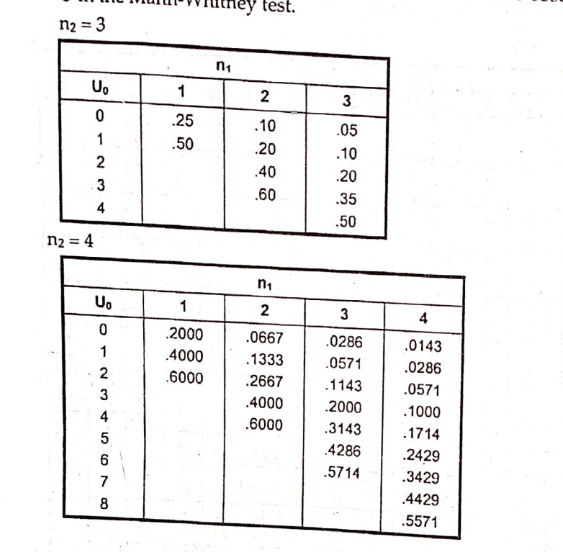 in the Mann-Whitney test.
n₂ = 3
n₁
U₀ 1 2 3
0 .25 .10 .05
1 .50 .20 .10
2 .40 .20
3 .60 .35
4 .50
n₂ = 4
n₁
U₀ 1 2 3 4
0 .2000 .0667 .0286 .0143
1 .4000 .1333 .0571 .0286
2 .6000 .2667 .1143 .0571
3 .4000 .2000 .1000
4 .6000 .3143 .1714
5 .4286 .2429
6 .5714 .3429
7 .4429
8 .5571